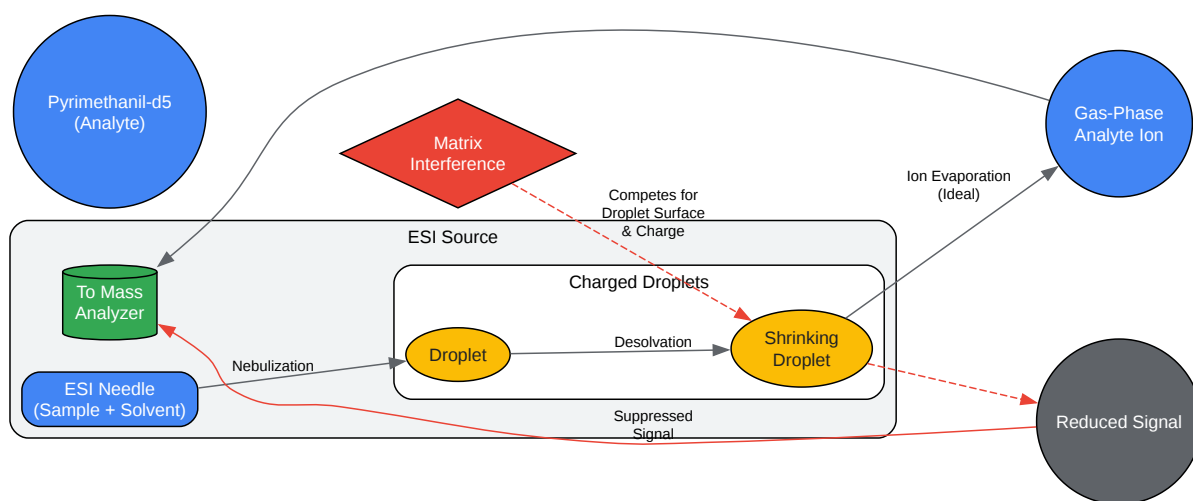 Pyrimethanil-d5
(Analyte)
Matrix
Interference
Gas-Phase
Analyte Ion
Ion Evaporation
(Ideal)
Competes for
Droplet Surface
& Charge
ESI Source
Charged Droplets
To Mass
Analyzer
Nebulization
Droplet
Desolvation
Shrinking
Droplet
ESI Needle
(Sample + Solvent)
Suppressed
Signal
Reduced Signal